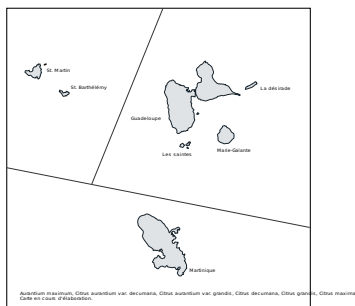 St. Martin
St. Barthélémy
La désirade
Guadeloupe
Les saintes
Marie-Galante
Martinique
Aurantium maximum, Citrus aurantium var. decumana, Citrus aurantium var. grandis, Citrus decumana, Citrus grandis, Citrus maxima
Carte en cours d'élaboration.